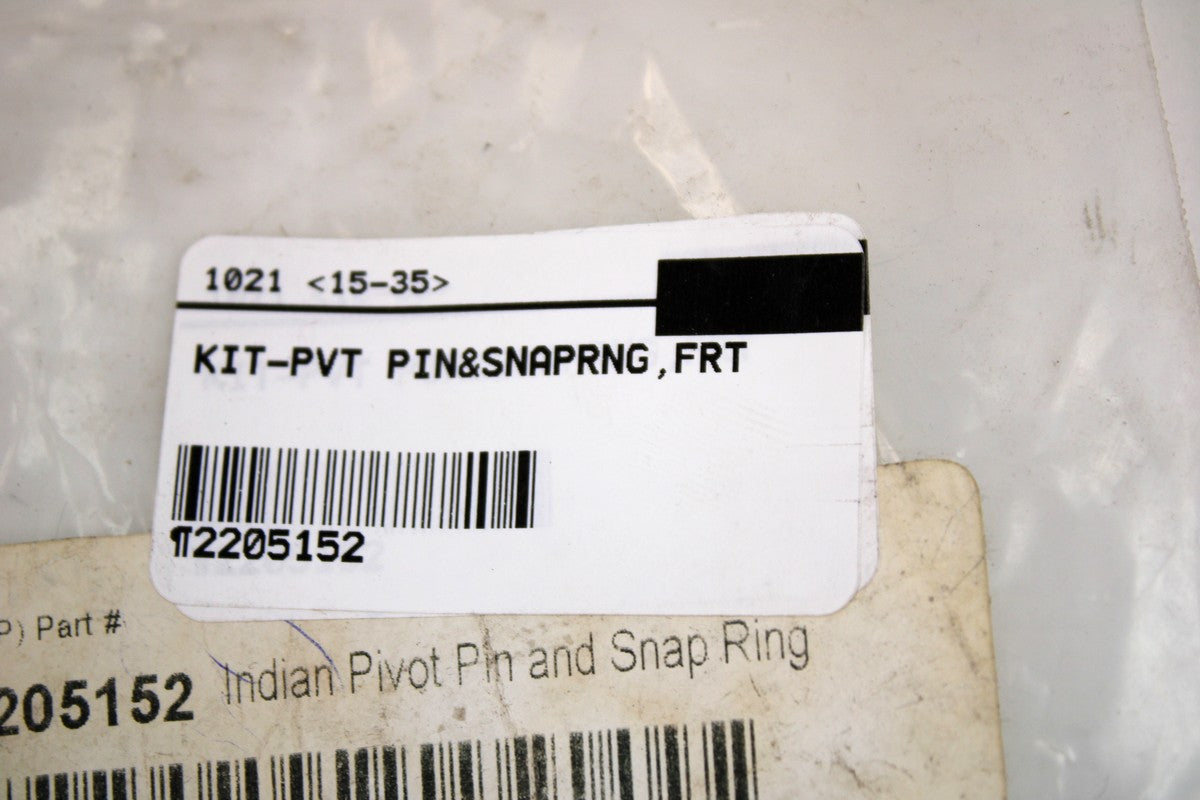 1021 <15-35>
KIT-PVT PIN&SNAPRNG,FRT
¶2205152
P) Part #
205152
Indian Pivot Pin and Snap Ring